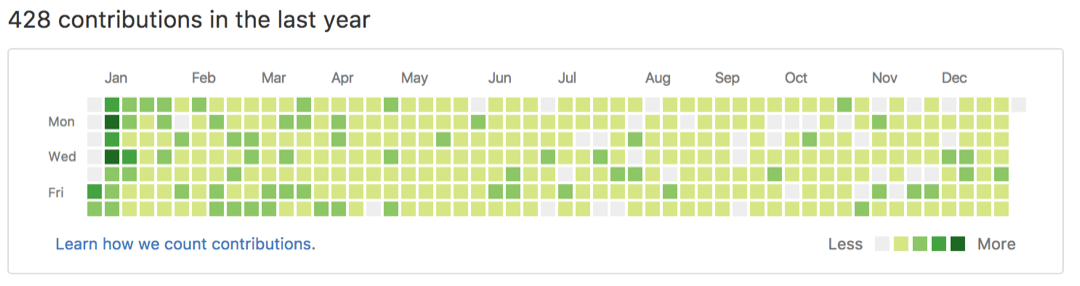 428 contributions in the last year
Jan Feb Mar Apr May Jun Jul Aug Sep Oct Nov Dec
Mon
Wed
Fri
Learn how we count contributions. Less More